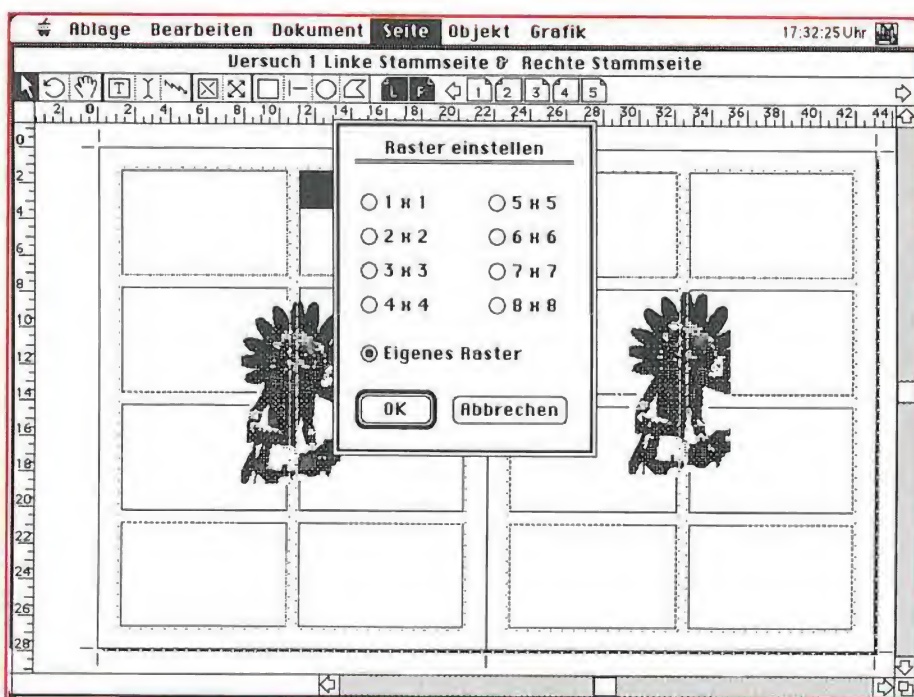 Ablage Bearbeiten Dokument Seite Objekt Grafik 17:32:25 Uhr
Versuch 1 Linke Stammseite & Rechte Stammseite
T L F 1 2 3 4 5
2 0 2 4 6 8 10 12 14 16 18 20 22 24 26 28 30 32 34 36 38 40 42 44
0
2
4
6
8
10
12
14
16
18
20
22
24
26
28
Raster einstellen
1 x 1 5 x 5
2 x 2 6 x 6
3 x 3 7 x 7
4 x 4 8 x 8
Eigenes Raster
OK Abbrechen